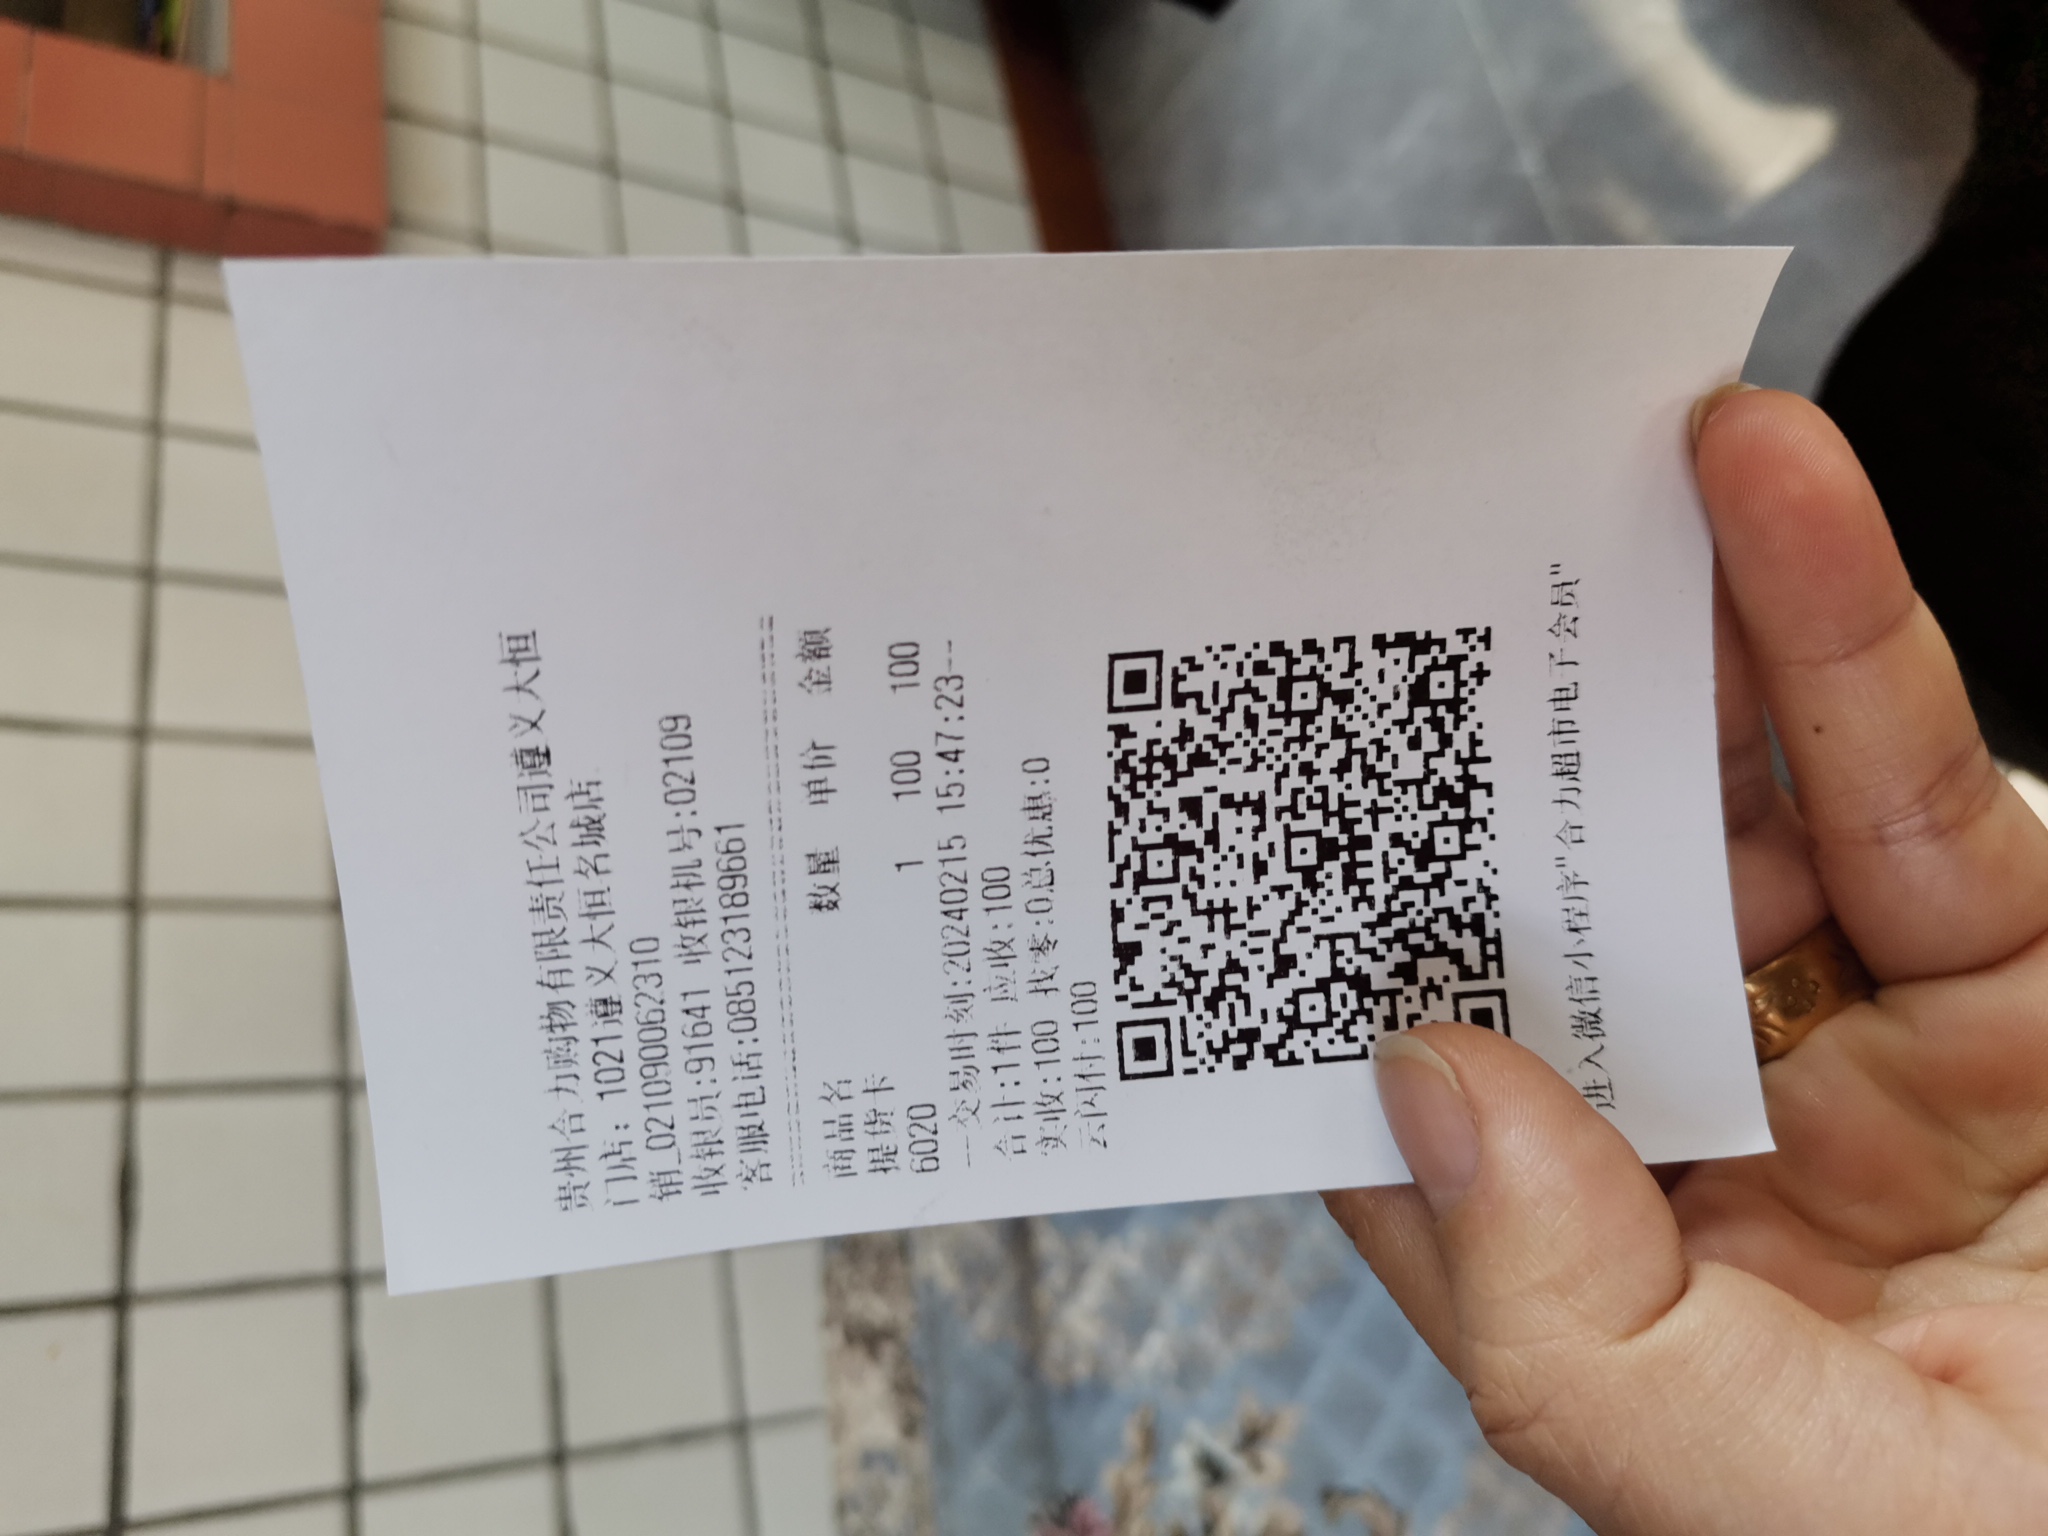 贵州合力购物有限责任公司遵义大恒
门店: 1021遵义大恒名城店
销_021090062310
收银员:91641 收银机号:02109
客服电话:085123189661
商品名 数量 单价 金额
提货卡
6020 1 100 100
--交易时刻:20240215 15:47:23--
合计:1件 应收:100
实收:100 找零:0总优惠:0
云闪付:100
进入微信小程序"合力超市电子会员"